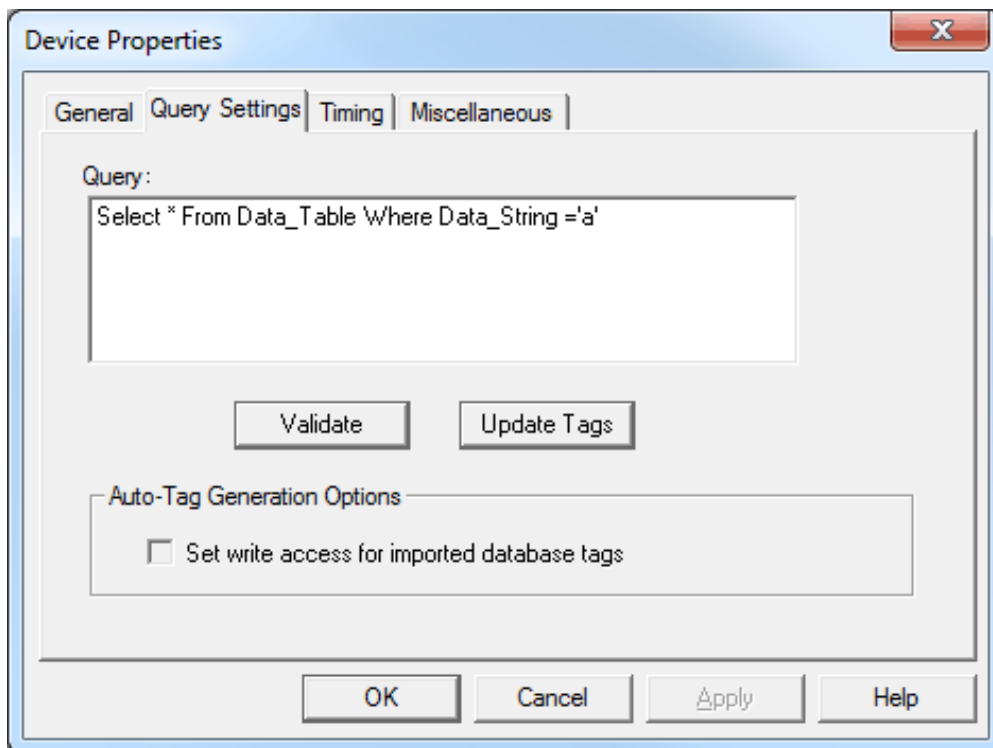 Device Properties
General Query Settings Timing Miscellaneous
Query:
Select * From Data_Table Where Data_String ='a'
Validate Update Tags
Auto-Tag Generation Options
Set write access for imported database tags
OK Cancel Apply Help